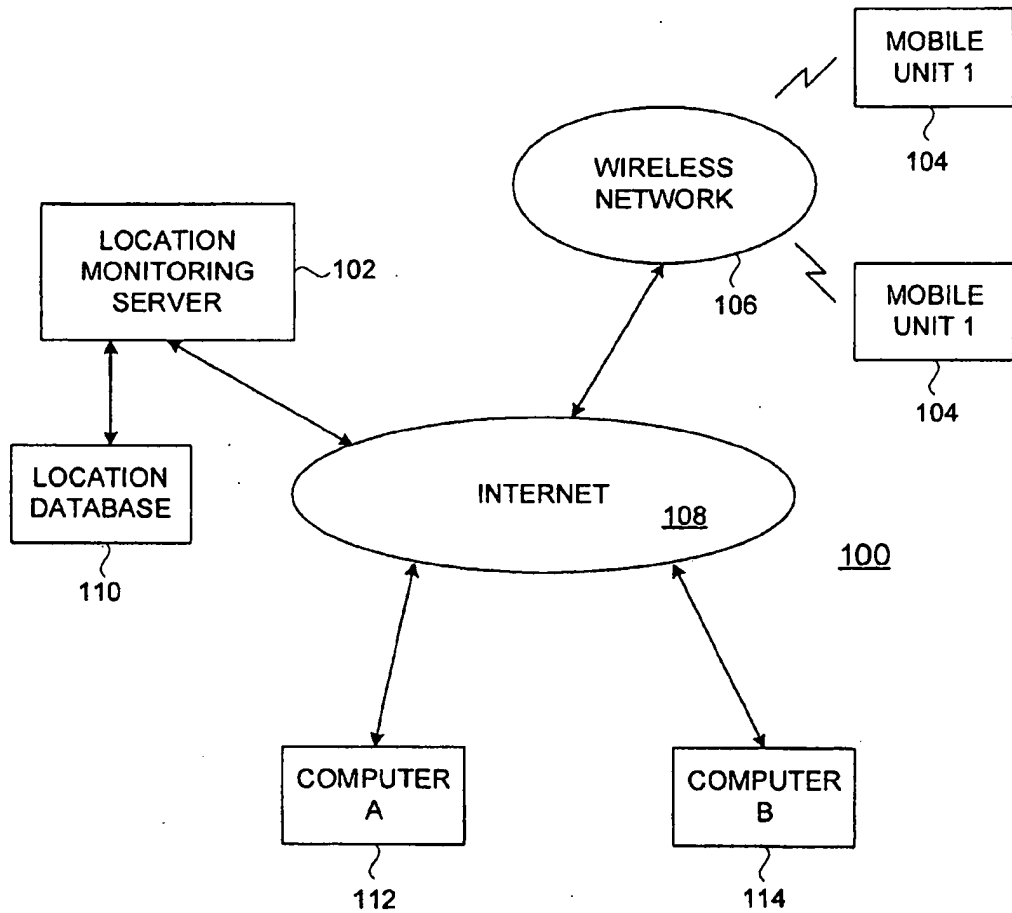 MOBILE
UNIT 1
104
WIRELESS
NETWORK
106
LOCATION
MONITORING
SERVER
102
MOBILE
UNIT 1
104
LOCATION
DATABASE
110
INTERNET
108
100
COMPUTER
A
112
COMPUTER
B
114